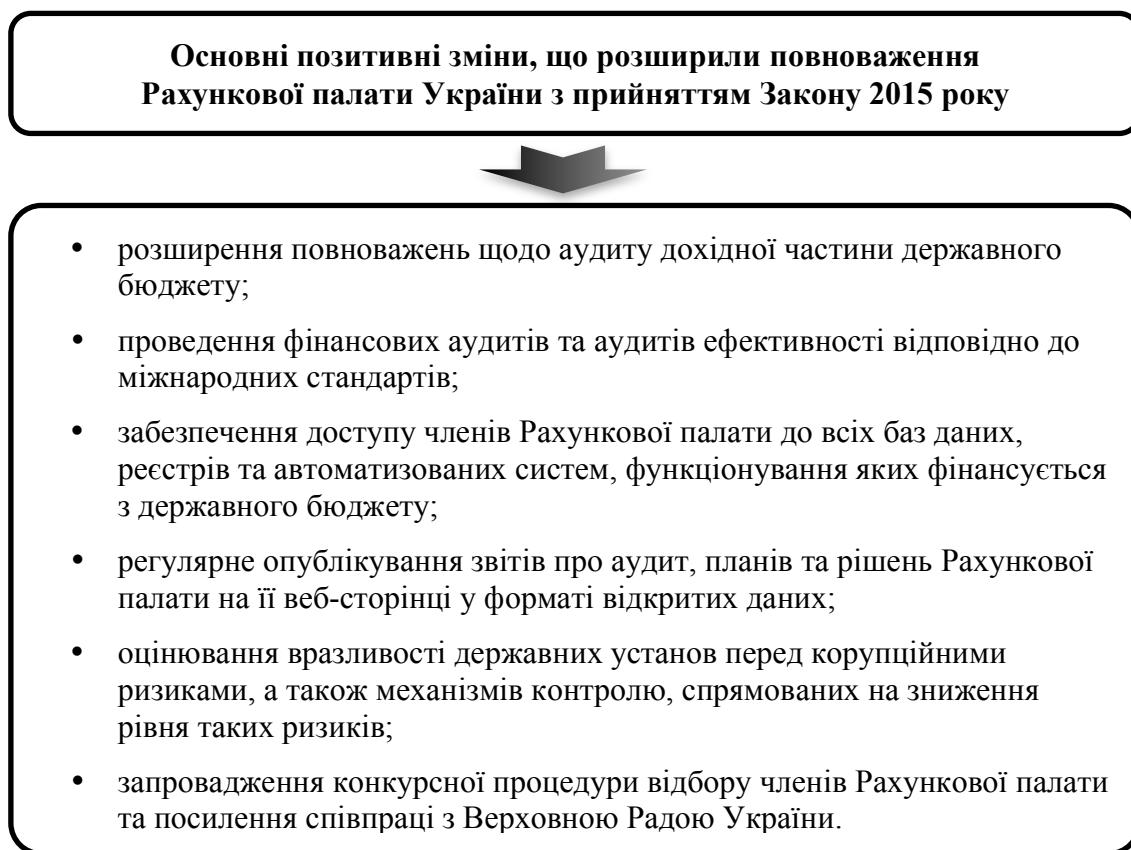 Основні позитивні зміни, що розширили повноваження
Рахункової палати України з прийняттям Закону 2015 року
• розширення повноважень щодо аудиту дохідної частини державного
бюджету;
• проведення фінансових аудитів та аудитів ефективності відповідно до
міжнародних стандартів;
• забезпечення доступу членів Рахункової палати до всіх баз даних,
реєстрів та автоматизованих систем, функціонування яких фінансується
з державного бюджету;
• регулярне опублікування звітів про аудит, планів та рішень Рахункової
палати на її веб-сторінці у форматі відкритих даних;
• оцінювання вразливості державних установ перед корупційними
ризиками, а також механізмів контролю, спрямованих на зниження
рівня таких ризиків;
• запровадження конкурсної процедури відбору членів Рахункової палати
та посилення співпраці з Верховною Радою України.